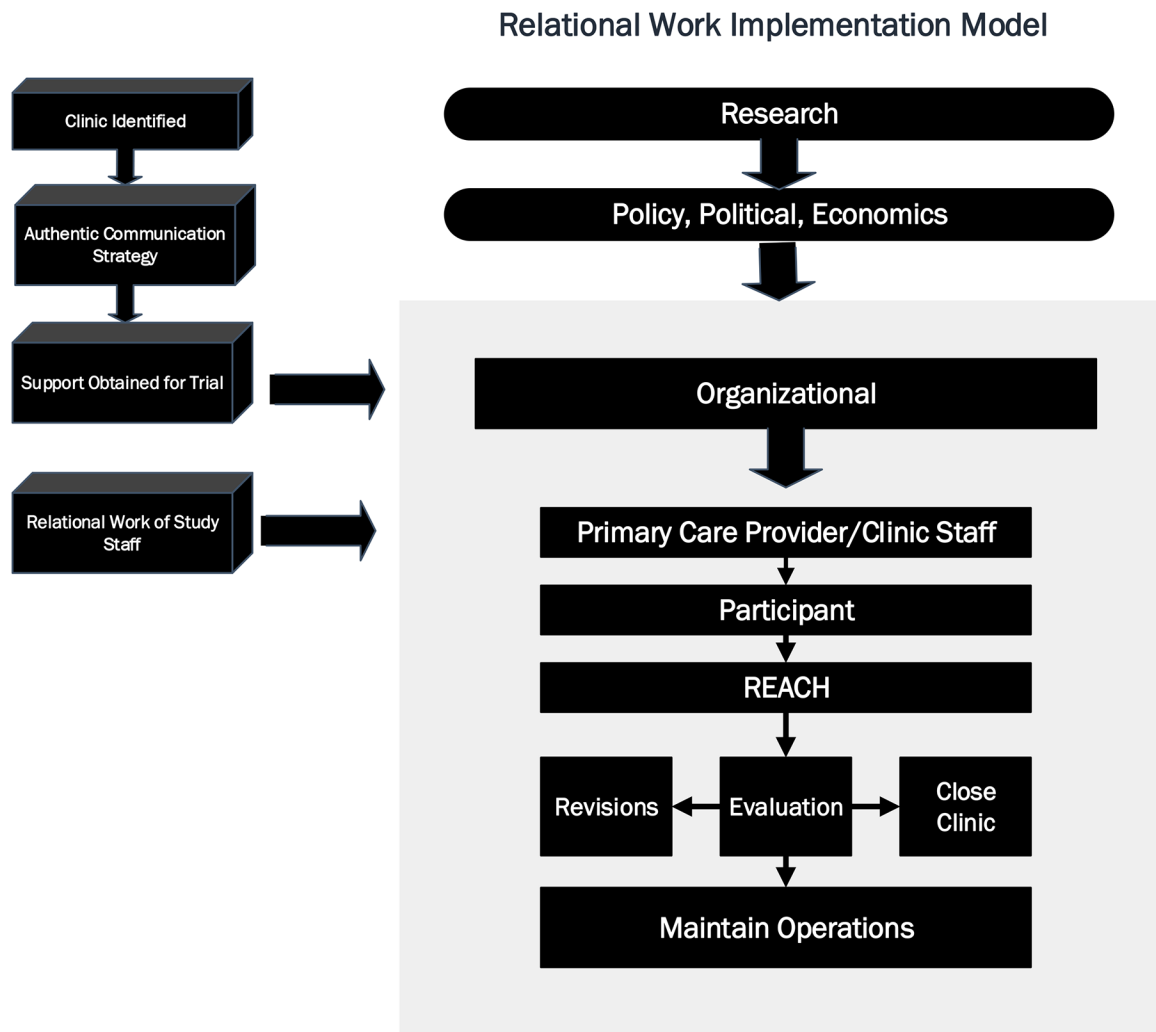 Relational Work Implementation Model
Clinic Identified
Authentic Communication
Strategy
Support Obtained for Trial
Relational Work of Study
Staff
Research
Policy, Political, Economics
Organizational
Primary Care Provider/Clinic Staff
Participant
REACH
Revisions
Evaluation
Close
Clinic
Maintain Operations